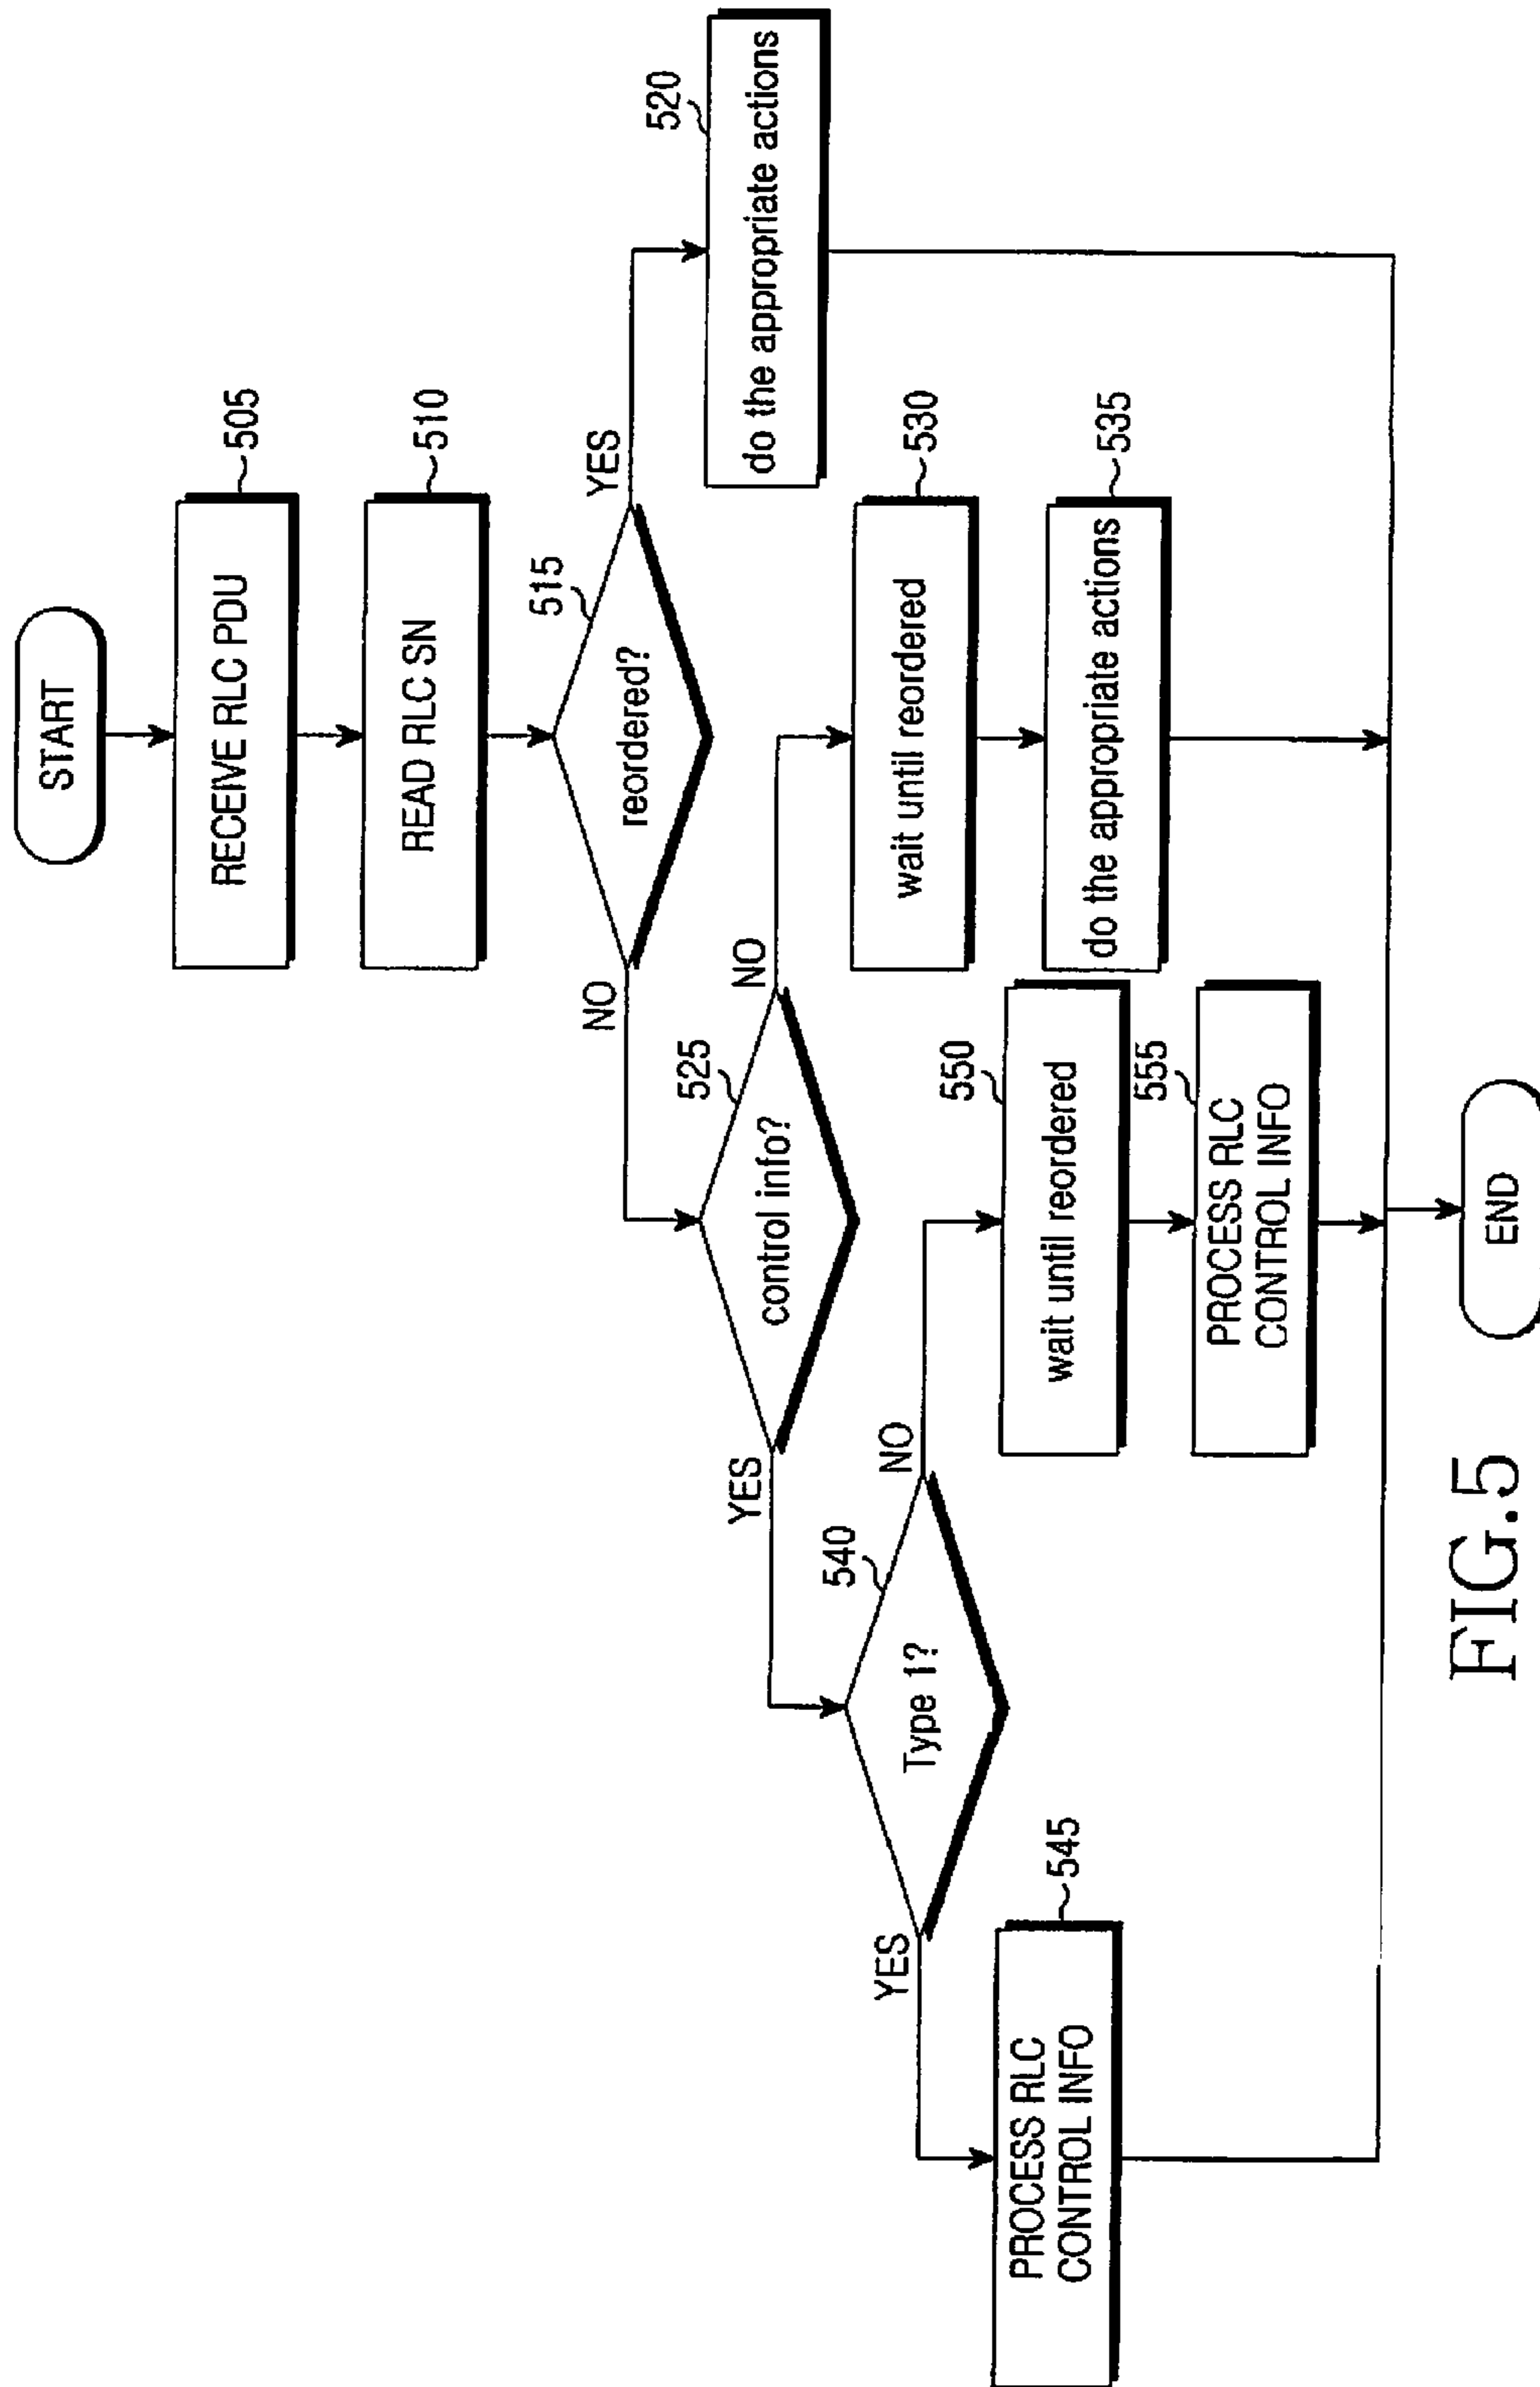 START
RECEIVE RLC PDU
505
READ RLC SN
510
515
reordered?
YES
NO
520
do the appropriate actions
525
control info?
NO
YES
wait until reordered
530
do the appropriate actions
535
540
Type 1?
NO
YES
550
wait until reordered
555
PROCESS RLC
CONTROL INFO
PROCESS RLC
CONTROL INFO
545
END
FIG.5